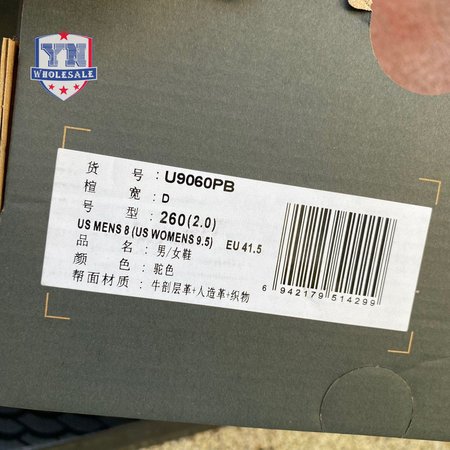 YN
WHOLESALE
货 号 : U9060PB
楦 宽 : D
号 型 : 260(2.0)
US MENS 8 (US WOMENS 9.5) EU 41.5
品 名 : 男/女鞋
颜 色 : 驼色
帮面材质 : 牛剖层革+人造革+织物
6 942179 514299